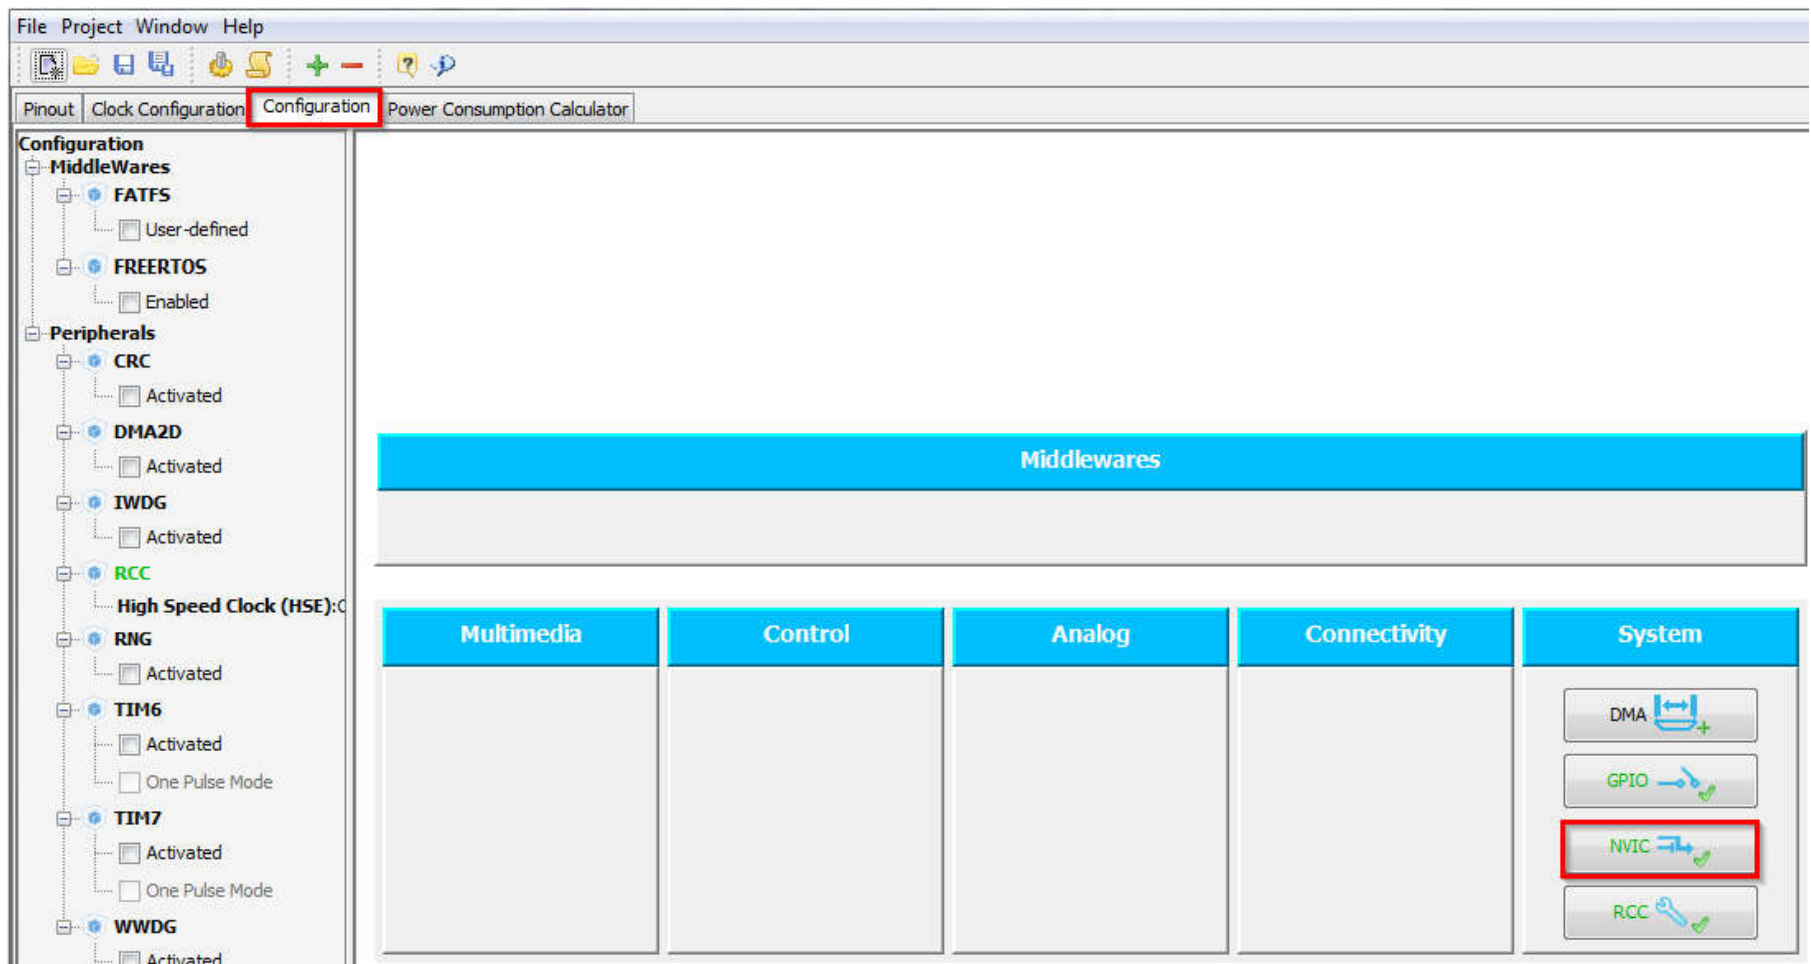 File Project Window Help
Pinout Clock Configuration Configuration Power Consumption Calculator
Configuration
MiddleWares
FATFS
User-defined
FREERTOS
Enabled
Peripherals
CRC
Activated
DMA2D
Activated
IWDG
Activated
RCC
High Speed Clock (HSE):
RNG
Activated
TIM6
Activated
One Pulse Mode
TIM7
Activated
One Pulse Mode
WWDG
Activated
Middlewares
Multimedia Control Analog Connectivity System
DMA
GPIO
NVIC
RCC